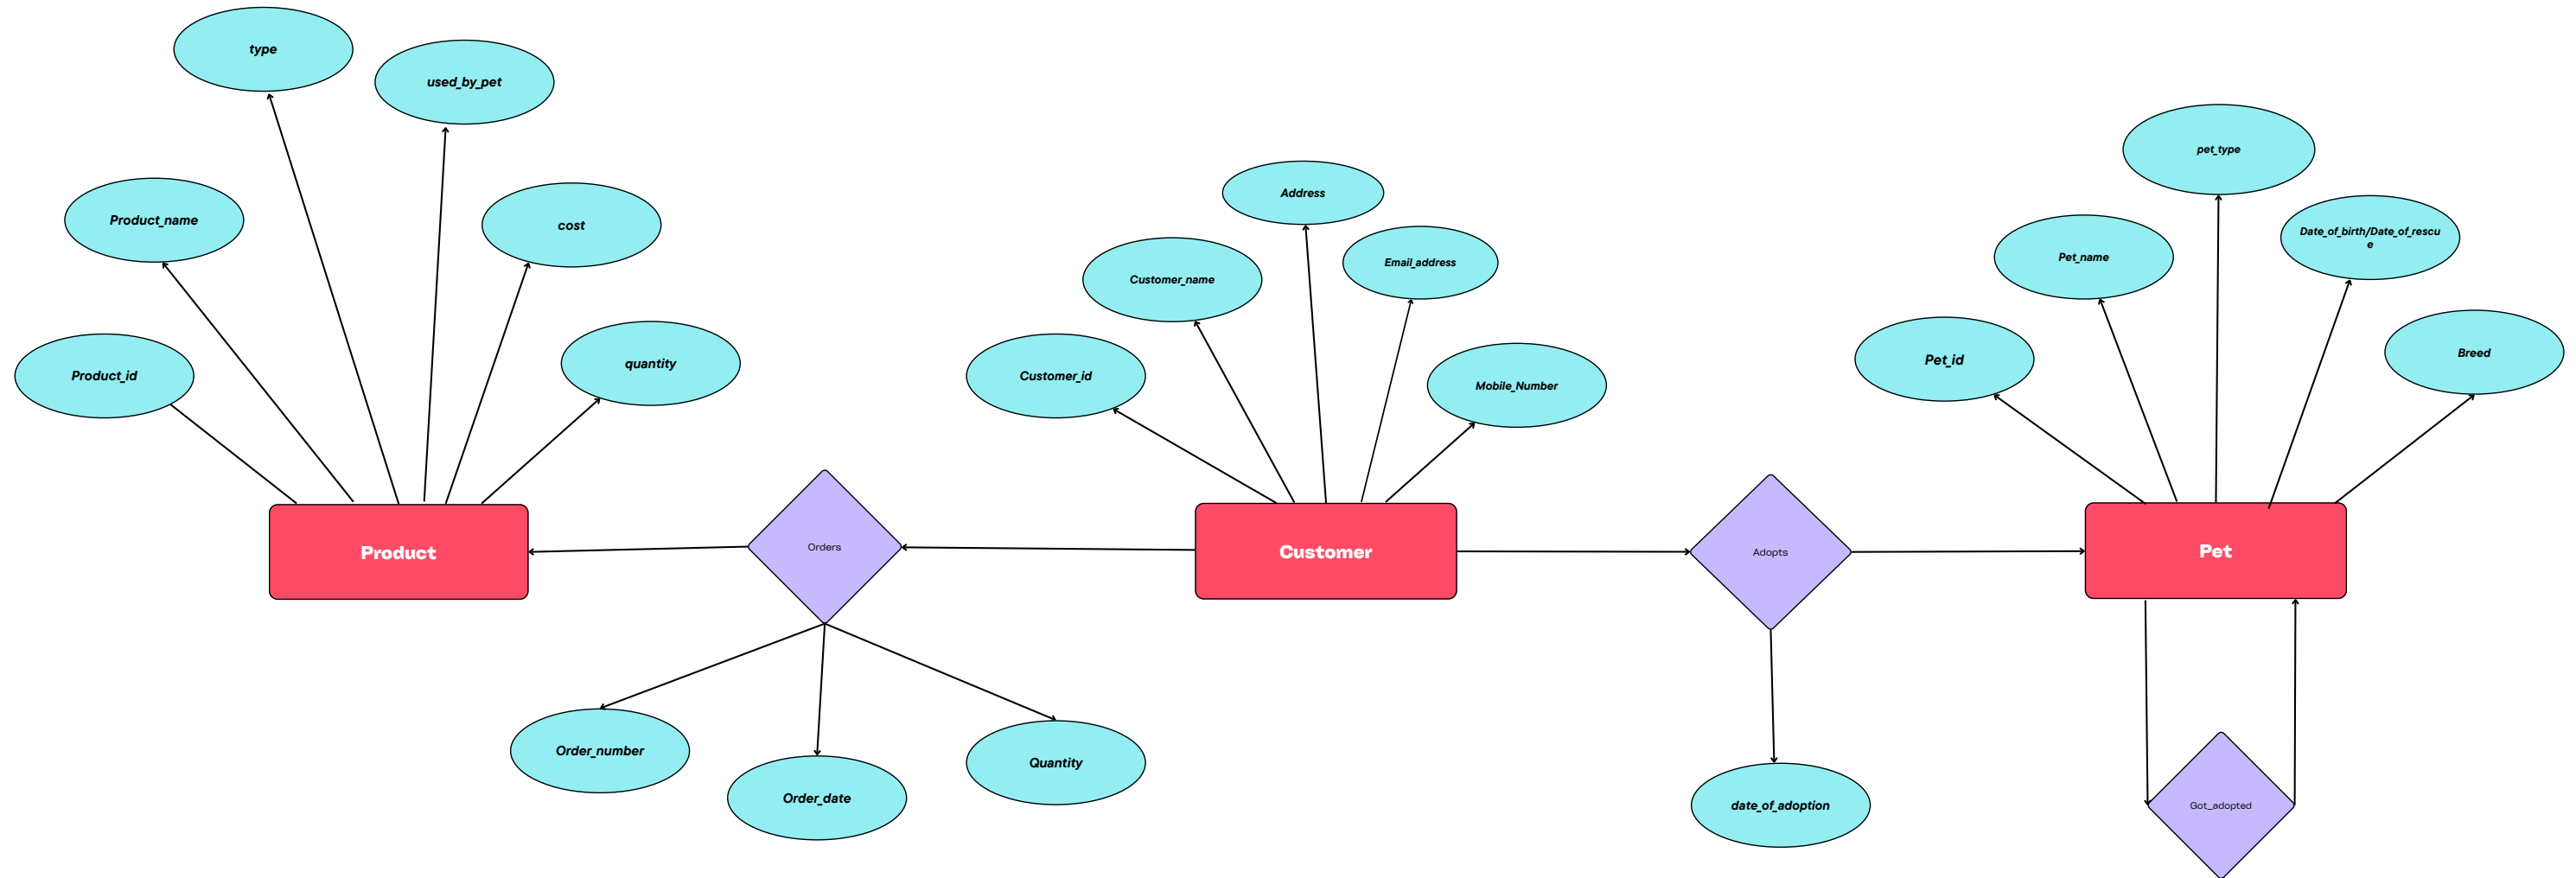 type
used_by_pet
Product_name
cost
Product_id
quantity
Product
Orders
Order_number
Order_date
Quantity
Address
Customer_name
Email_address
Customer_id
Mobile_Number
Customer
Adopts
date_of_adoption
pet_type
Pet_name
Date_of_birth/Date_of_rescu
e
Pet_id
Breed
Pet
Got_adopted